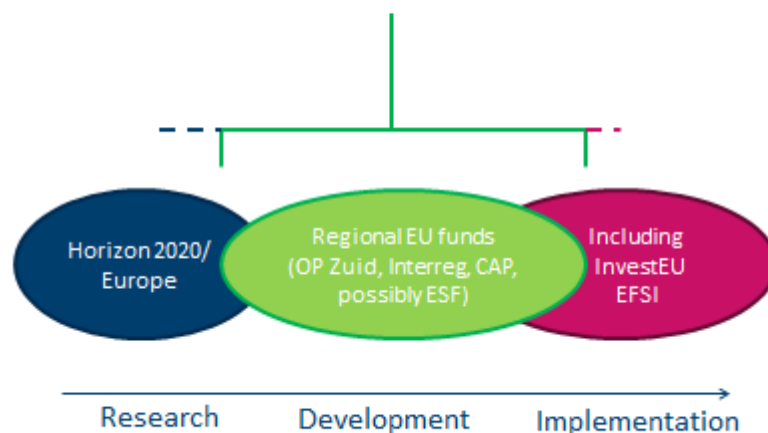 Horizon 2020/
Europe
Regional EU funds
(OP Zuid, Interreg, CAP,
possibly ESF)
Including
InvestEU
EFSI
Research
Development
Implementation